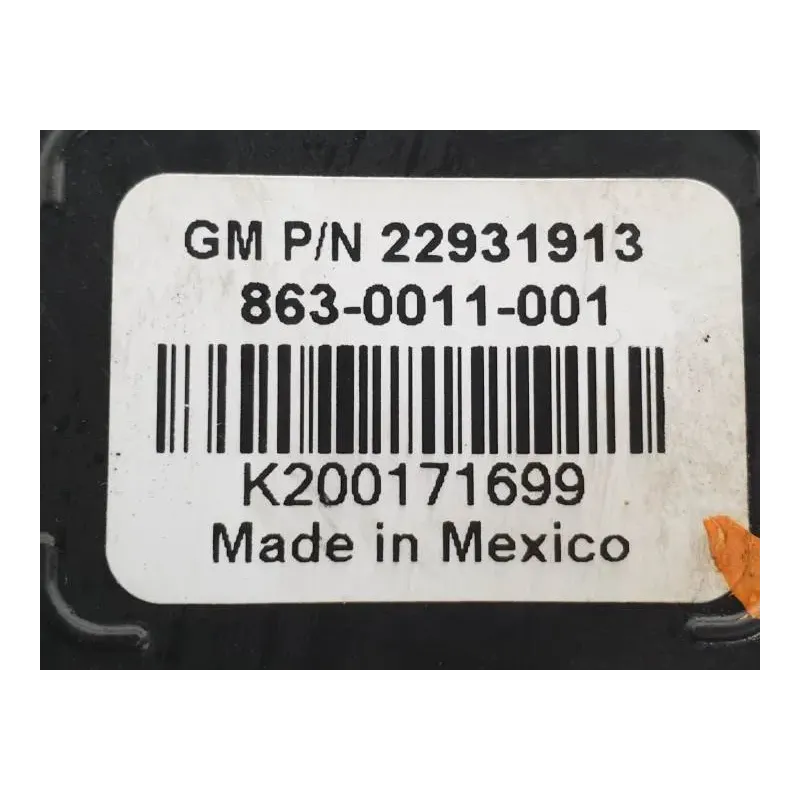 GM P/N 22931913
863-0011-001
K200171699
Made in Mexico